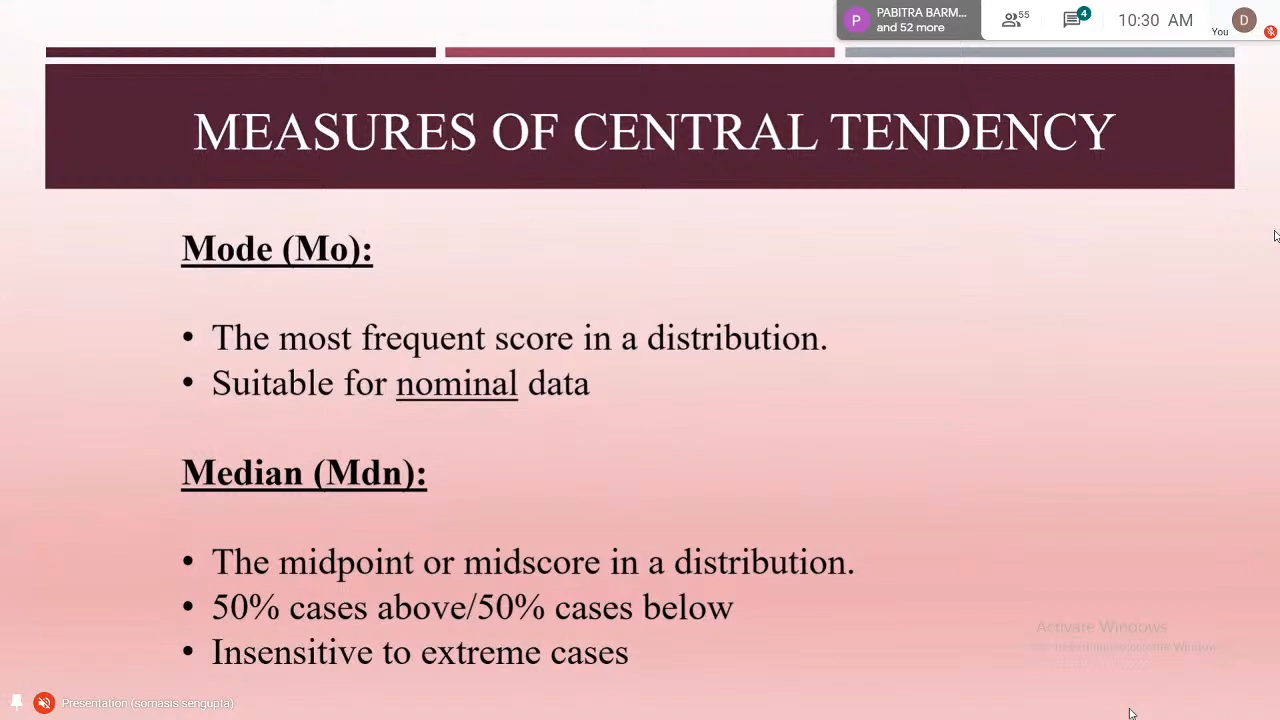 PABITRA BARM...
and 52 more
55
4
10:30 AM
P
You
D
MEASURES OF CENTRAL TENDENCY
Mode (Mo):
• The most frequent score in a distribution.
• Suitable for nominal data
Median (Mdn):
• The midpoint or midscore in a distribution.
• 50% cases above/50% cases below
• Insensitive to extreme cases
Activate Windows
Windows
Presentation (somasis sengupta)